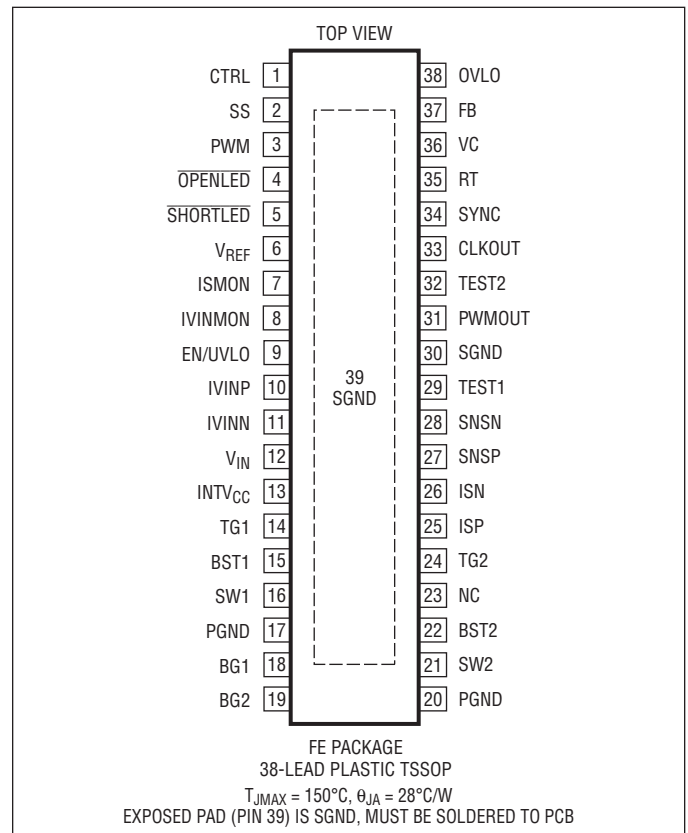 TOP VIEW
CTRL 1 38 OVLO
SS 2 37 FB
PWM 3 36 VC
OPENLED 4 35 RT
SHORTLED 5 34 SYNC
VREF 6 33 CLKOUT
ISMON 7 32 TEST2
IVINMON 8 31 PWMOUT
EN/UVLO 9 30 SGND
IVINP 10 39 29 TEST1
SGND
IVINN 11 28 SNSN
VIN 12 27 SNSP
INTVCC 13 26 ISN
TG1 14 25 ISP
BST1 15 24 TG2
SW1 16 23 NC
PGND 17 22 BST2
BG1 18 21 SW2
BG2 19 20 PGND
FE PACKAGE
38-LEAD PLASTIC TSSOP
TJMAX = 150°C, θJA = 28°C/W
EXPOSED PAD (PIN 39) IS SGND, MUST BE SOLDERED TO PCB